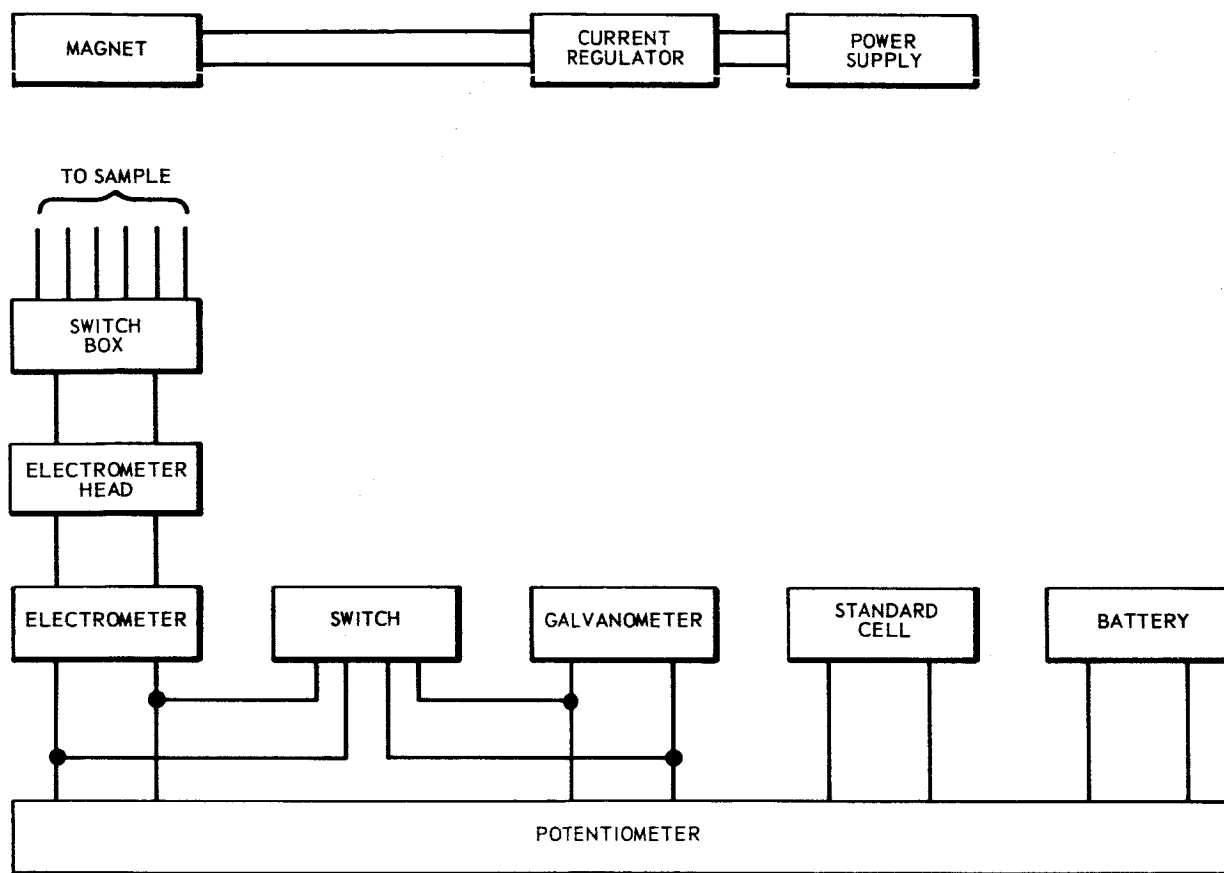 MAGNET
CURRENT
REGULATOR
POWER
SUPPLY
TO SAMPLE
SWITCH
BOX
ELECTROMETER
HEAD
ELECTROMETER
SWITCH
GALVANOMETER
STANDARD
CELL
BATTERY
POTENTIOMETER